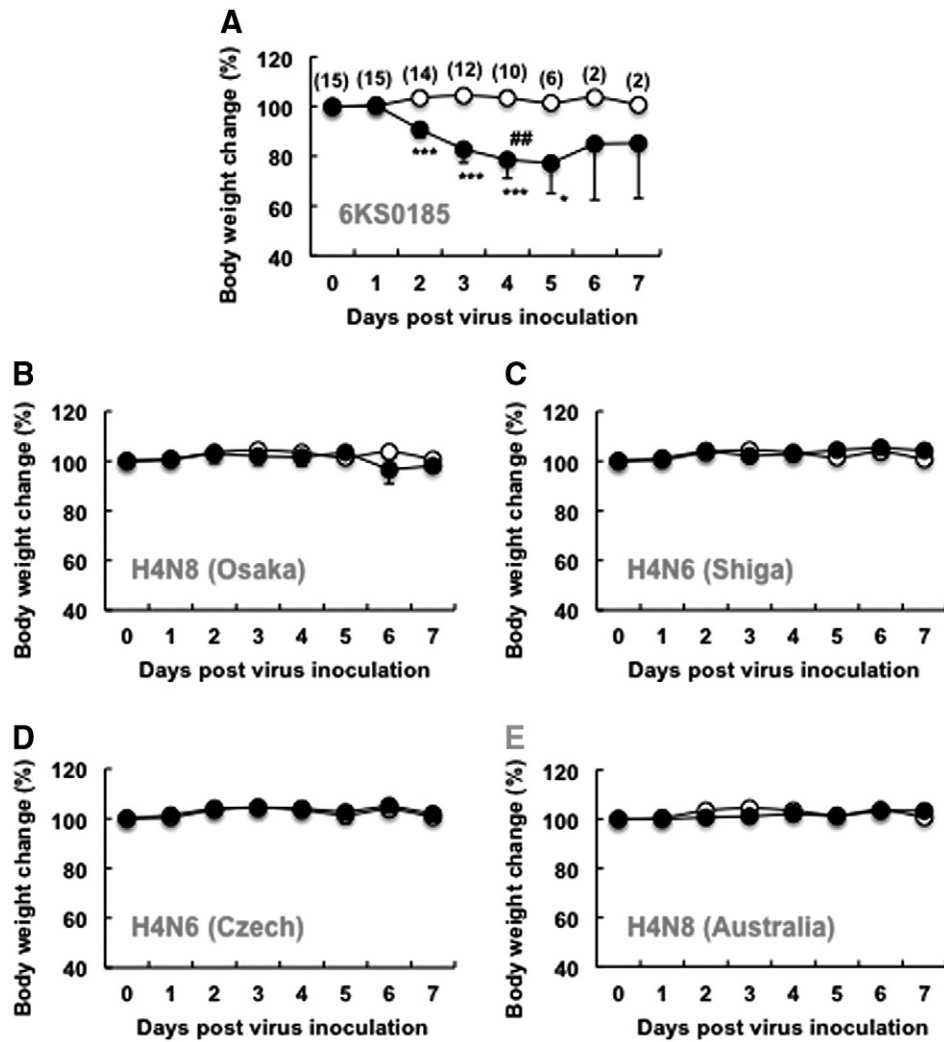 A
Body weight change (%)
120
100
80
60
40
(15) (15) (14) (12) (10) (6) (2) (2)
##
*** *** *** *
6KS0185
0 1 2 3 4 5 6 7
Days post virus inoculation
B
Body weight change (%)
120
100
80
60
40
H4N8 (Osaka)
0 1 2 3 4 5 6 7
Days post virus inoculation
C
Body weight change (%)
120
100
80
60
40
H4N6 (Shiga)
0 1 2 3 4 5 6 7
Days post virus inoculation
D
Body weight change (%)
120
100
80
60
40
H4N6 (Czech)
0 1 2 3 4 5 6 7
Days post virus inoculation
E
Body weight change (%)
120
100
80
60
40
H4N8 (Australia)
0 1 2 3 4 5 6 7
Days post virus inoculation